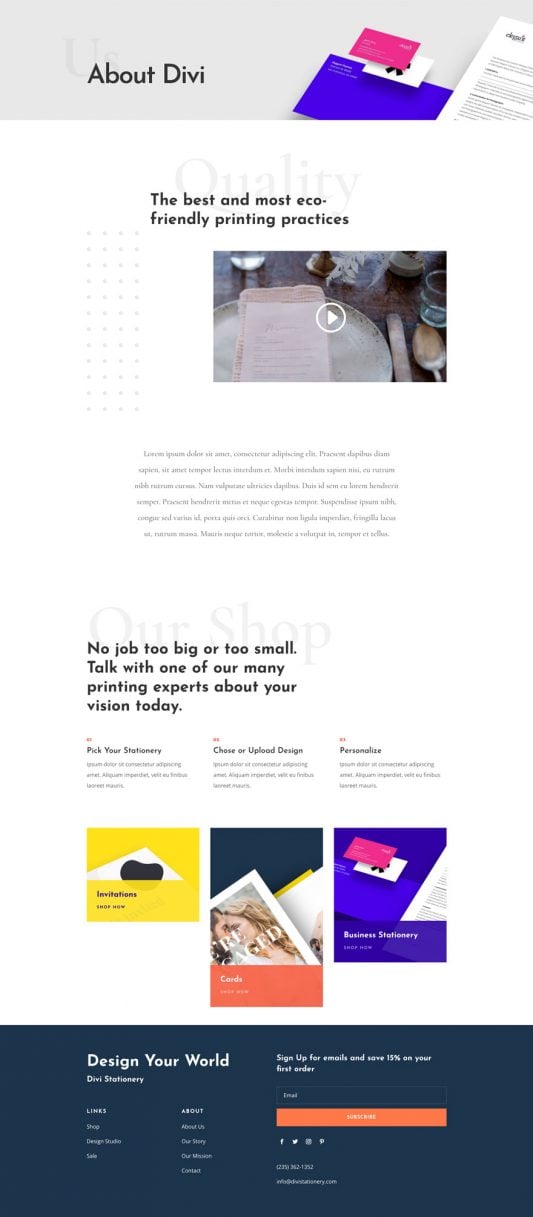 Us
About Divi
Quality
The best and most eco-
friendly printing practices
Lorem ipsum dolor sit amet, consectetur adipiscing elit. Praesent dapibus diam
sapien, sit amet tempor lectus interdum et. Morbi interdum sapien nisi, eu rutrum
nibh rutrum cursus. Nam vulputate ultricies dapibus. Duis id sem eu lorem hendrerit
semper. Praesent hendrerit metus et neque egestas tempor. Suspendisse ipsum nibh,
congue sed varius id, porta quis orci. Curabitur non ligula imperdiet, fringilla lacus
ut, rutrum massa. Mauris neque tortor, molestie a volutpat in, tempor et tellus.
Our Shop
No job too big or too small.
Talk with one of our many
printing experts about your
vision today.
01
Pick Your Stationery
Ipsum dolor sit consectetur adipiscing
amet. Aliquam imperdiet, velit eu finibus
laoreet mauris.
02
Chose or Upload Design
Ipsum dolor sit consectetur adipiscing
amet. Aliquam imperdiet, velit eu finibus
laoreet mauris.
03
Personalize
Ipsum dolor sit consectetur adipiscing
amet. Aliquam imperdiet, velit eu finibus
laoreet mauris.
Invitations
SHOP NOW
Cards
SHOP NOW
Business Stationery
SHOP NOW
Design Your World
Divi Stationery
LINKS
Shop
Design Studio
Sale
ABOUT
About Us
Our Story
Our Mission
Contact
Sign Up for emails and save 15% on your
first order
Email
SUBSCRIBE
(235) 362-1352
info@divistationery.com